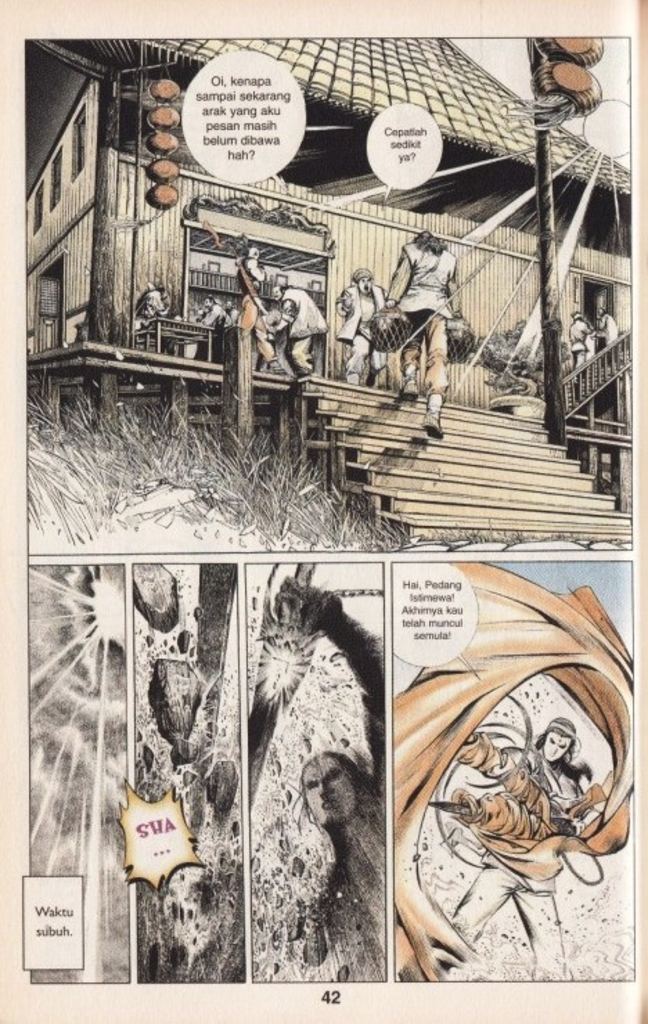 Oi, kenapa
sampai sekarang
arak yang aku
pesan masih
belum dibawa
hah?
Cepatlah
sedikit
ya?
Hai, Pedang
Istimewa!
Akhirnya kau
telah muncul
semula!
SHA
...
Waktu
subuh.
42